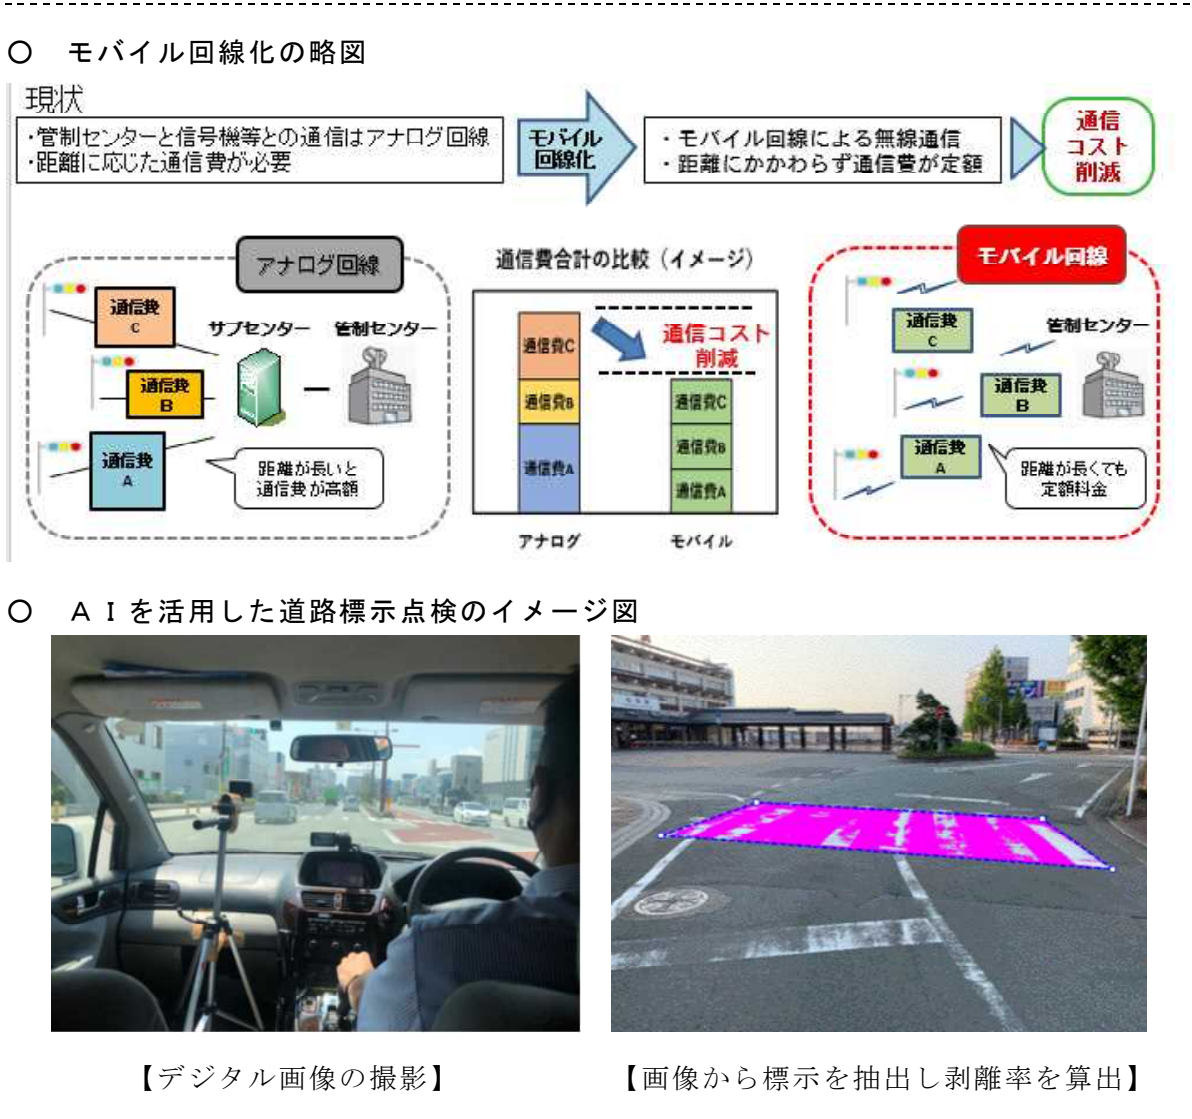 ○ モバイル回線化の略図
現状
・管制センターと信号機等との通信はアナログ回線
・距離に応じた通信費が必要
モバイル
回線化
・モバイル回線による無線通信
・距離にかかわらず通信費が定額
通信
コスト
削減
アナログ回線
通信費
C
通信費
B
通信費
A
サブセンター
管制センター
SP
距離が長いと
通信費が高額
通信費合計の比較（イメージ）
通信費C
通信費B
通信費A
通信コスト
削減
通信費C
通信費B
通信費A
アナログ
モバイル
モバイル回線
通信費
C
通信費
B
通信費
A
管制センター
SP
距離が長くても
定額料金
○ ＡＩを活用した道路標示点検のイメージ図
【デジタル画像の撮影】
【画像から標示を抽出し剥離率を算出】